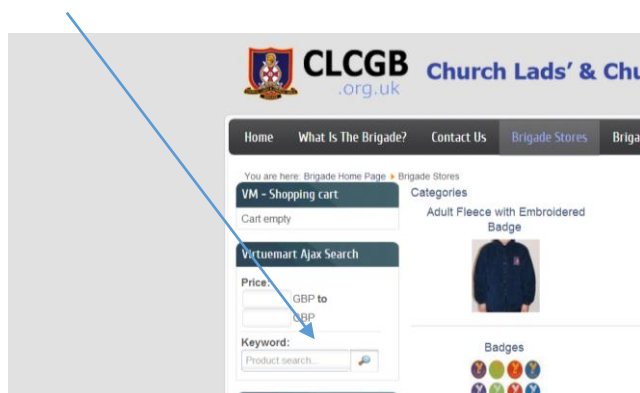 CLCGB
.org.uk
Church Lads' & Chu
Home What Is The Brigade? Contact Us Brigade Stores Briga
You are here: Brigade Home Page Brigade Stores
VM - Shopping cart
Cart empty
Virtuemart Ajax Search
Price:
GBP to
GBP
Keyword:
Product search...
Categories
Adult Fleece with Embroidered
Badge
Badges